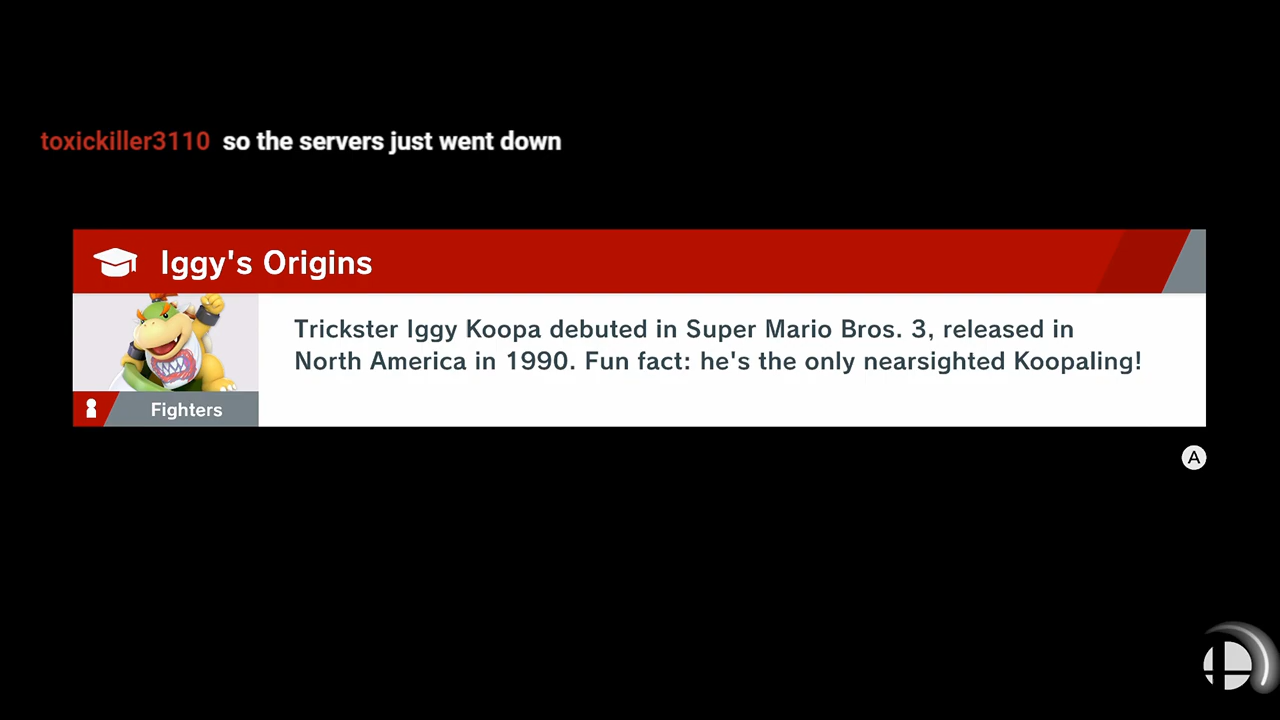 toxickiller3110 so the servers just went down
Iggy's Origins
Trickster Iggy Koopa debuted in Super Mario Bros. 3, released in
North America in 1990. Fun fact: he's the only nearsighted Koopaling!
Fighters
A